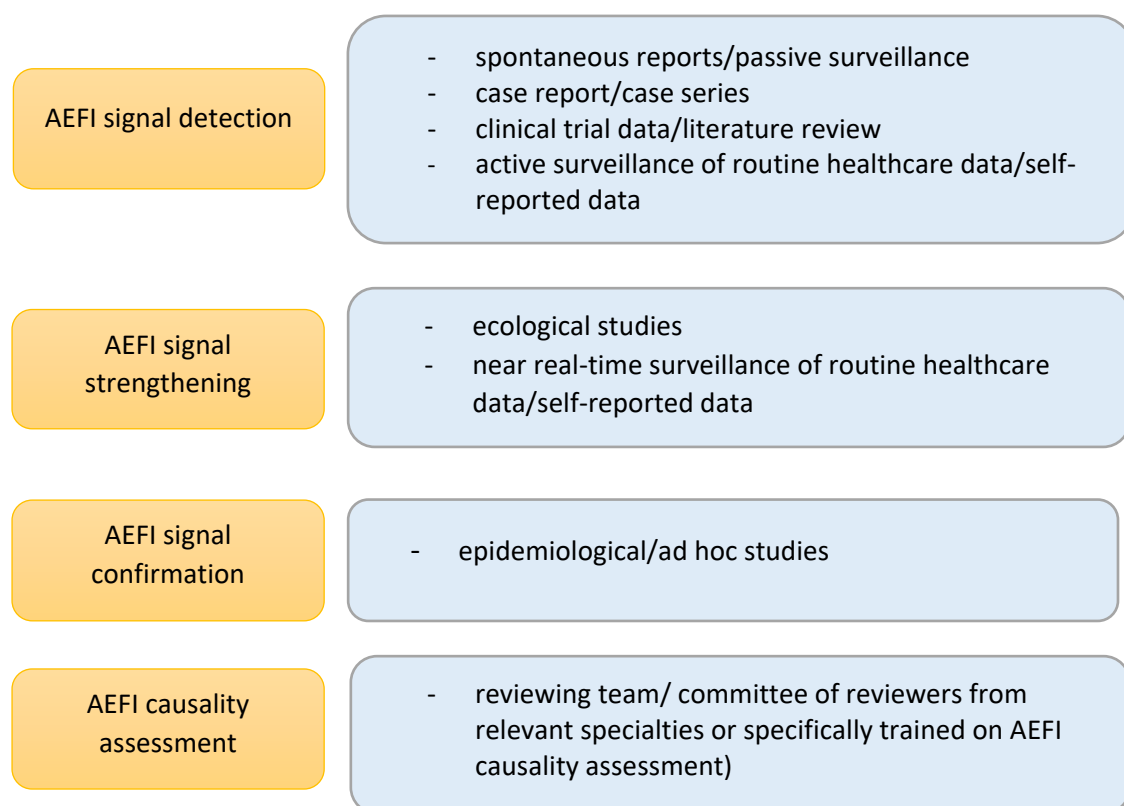 AEFI signal detection
- spontaneous reports/passive surveillance
- case report/case series
- clinical trial data/literature review
- active surveillance of routine healthcare data/self-
reported data
AEFI signal
strengthening
- ecological studies
- near real-time surveillance of routine healthcare
data/self-reported data
AEFI signal
confirmation
- epidemiological/ad hoc studies
AEFI causality
assessment
- reviewing team/ committee of reviewers from
relevant specialties or specifically trained on AEFI
causality assessment)